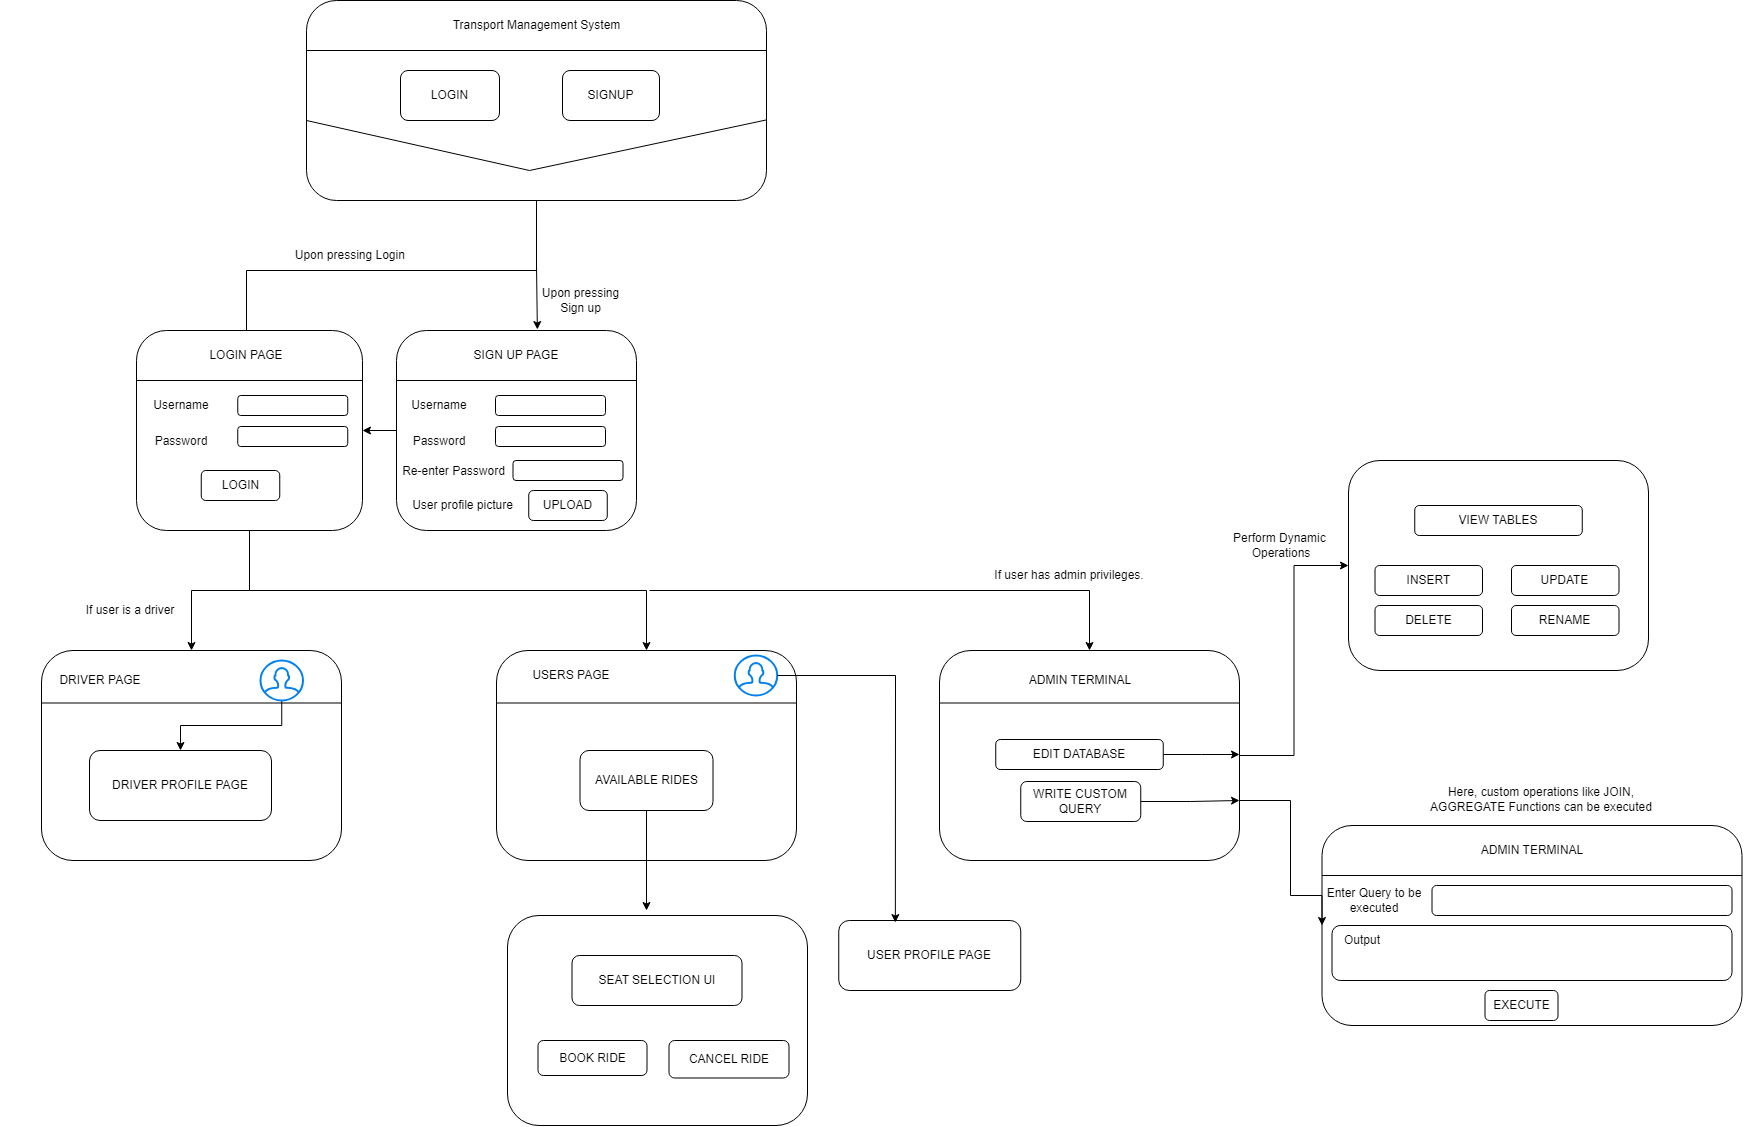 Transport Management System
LOGIN
SIGNUP
Upon pressing Login
Upon pressing
Sign up
LOGIN PAGE
Username
Password
LOGIN
SIGN UP PAGE
Username
Password
Re-enter Password
User profile picture
UPLOAD
If user is a driver
If user has admin privileges.
DRIVER PAGE
DRIVER PROFILE PAGE
USERS PAGE
AVAILABLE RIDES
SEAT SELECTION UI
BOOK RIDE
CANCEL RIDE
USER PROFILE PAGE
ADMIN TERMINAL
EDIT DATABASE
WRITE CUSTOM
QUERY
Perform Dynamic
Operations
VIEW TABLES
INSERT
UPDATE
DELETE
RENAME
Here, custom operations like JOIN,
AGGREGATE Functions can be executed
ADMIN TERMINAL
Enter Query to be
executed
Output
EXECUTE